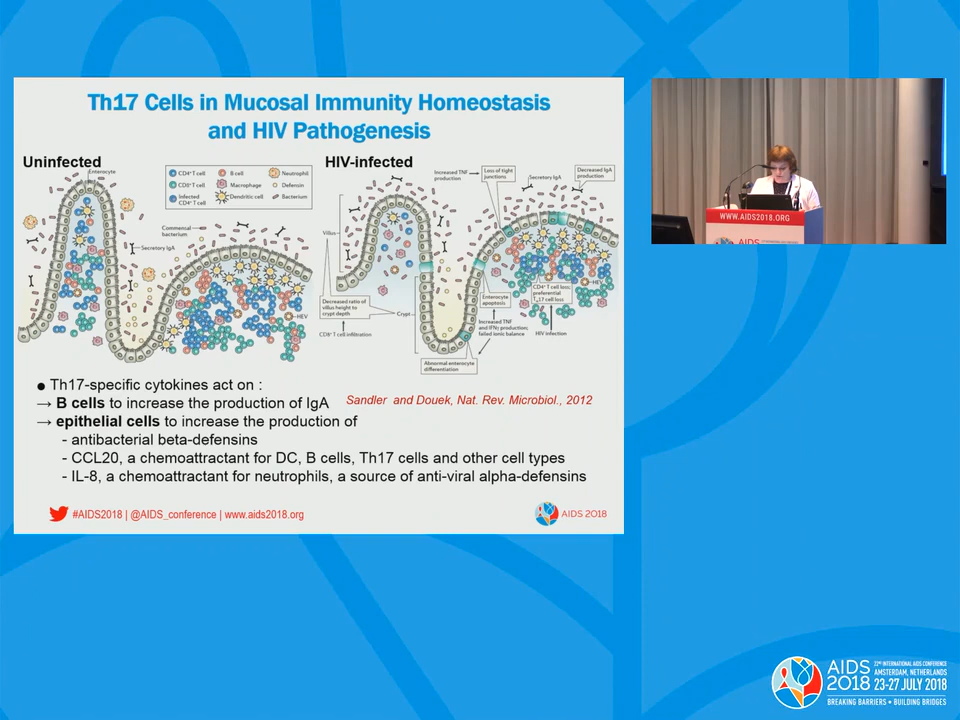 Th17 Cells in Mucosal Immunity Homeostasis
and HIV Pathogenesis
Uninfected
HIV-infected
Enterocyte
CD4⁺ T cell
B cell
Neutrophil
CD8⁺ T cell
Macrophage
Defensin
Infected
CD4⁺ T cell
Dendritic cell
Bacterium
Commensal
bacterium
Secretory IgA
HEV
Increased TNF
production
Loss of tight
junctions
Secretory IgA
Decreased IgA
production
Villus
Decreased ratio of
villus height to
crypt depth
Crypt
CD8⁺ T cell infiltration
Enterocyte
apoptosis
Increased TNF
and IFNγ production;
failed ionic balance
Abnormal enterocyte
differentiation
CD4⁺ T cell loss;
preferential
TH17 cell loss
HIV infection
HEV
● Th17-specific cytokines act on :
→ B cells to increase the production of IgA
Sandler and Douek, Nat. Rev. Microbiol., 2012
→ epithelial cells to increase the production of
- antibacterial beta-defensins
- CCL20, a chemoattractant for DC, B cells, Th17 cells and other cell types
- IL-8, a chemoattractant for neutrophils, a source of anti-viral alpha-defensins
#AIDS2018 | @AIDS_conference | www.aids2018.org
AIDS 2018
WWW.AIDS2018.ORG
AIDS
AIDS
2018
22ND INTERNATIONAL AIDS CONFERENCE
AMSTERDAM, NETHERLANDS
23-27 JULY 2018
BREAKING BARRIERS • BUILDING BRIDGES